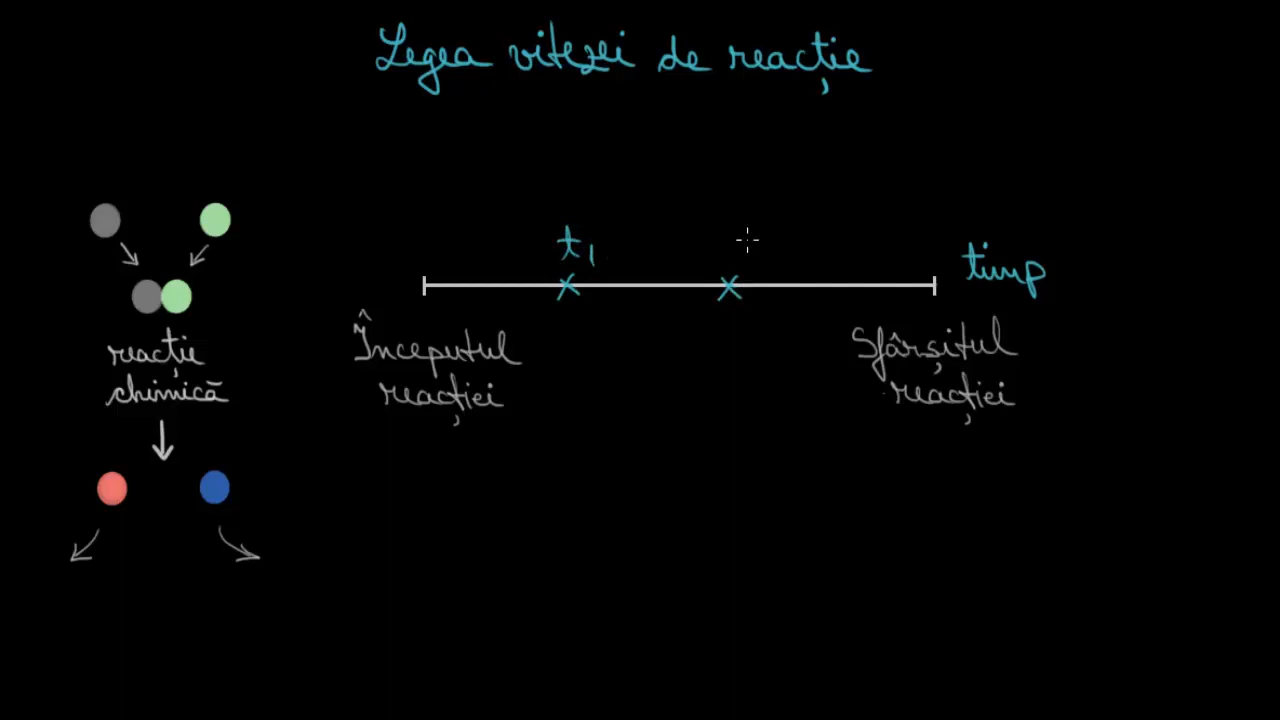 Legea vitezei de reacție
t1
timp
reacție
chimică
Începutul
reacției
Sfârșitul
reacției